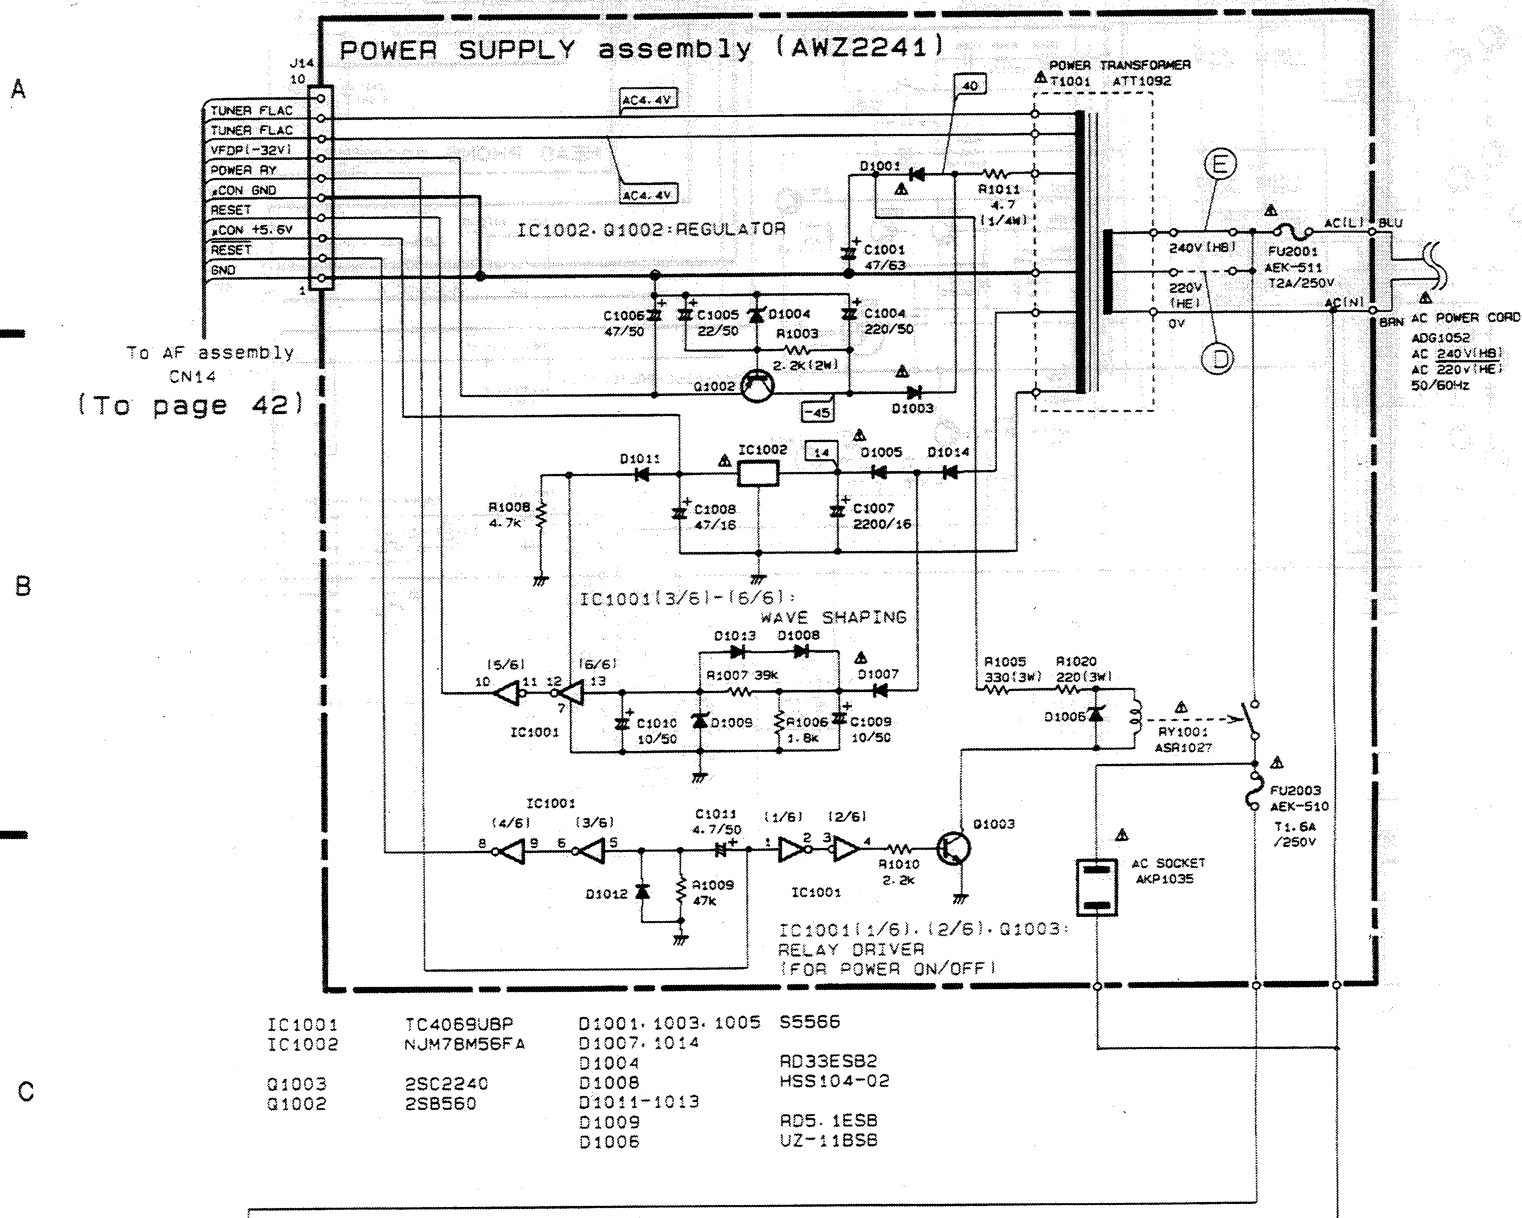 POWER SUPPLY assembly (AWZ2241)
A
J14
10
TUNER FLAC
TUNER FLAC
VFDP(-32V)
POWER RY
μCON GND
RESET
μCON +5.6V
RESET
GND
1
To AF assembly
CN14
(To page 42)
AC4.4V
AC4.4V
40
POWER TRANSFORMER
T1001 ATT1092
D1001
R1011
4.7
(1/4W)
IC1002, Q1002:REGULATOR
C1001
47/63
C1006
47/50
C1005
22/50
D1004
C1004
220/50
R1003
2.2K(2W)
Q1002
-45
D1003
E
240V(HB)
220V
(HE)
0V
D
FU2001
AEK-511
T2A/250V
AC(L)
BLU
AC(N)
BRN
AC POWER CORD
ADG1052
AC 240V(HB)
AC 220V(HE)
50/60Hz
D1011
IC1002
14
D1005
D1014
R1008
4.7k
C1008
47/16
C1007
2200/16
B
IC1001(3/6)-(6/6):
WAVE SHAPING
D1013
D1008
(5/6)
10
11
12
(6/6)
13
7
IC1001
R1007 39k
D1007
C1010
10/50
D1009
R1006
1.8k
C1009
10/50
R1005
330(3W)
R1020
220(3W)
D1006
RY1001
ASR1027
FU2003
AEK-510
T1.6A
/250V
IC1001
(4/6)
8
9
(3/6)
6
5
C1011
4.7/50
(1/6)
1
2
(2/6)
3
4
IC1001
D1012
R1009
47k
R1010
2.2k
Q1003
AC SOCKET
AKP1035
IC1001(1/6), (2/6), Q1003:
RELAY DRIVER
(FOR POWER ON/OFF)
C
IC1001 TC4069UBP D1001, 1003, 1005 S5566
IC1002 NJM78M56FA D1007, 1014
D1004 RD33ESB2
Q1003 2SC2240 D1008 HSS104-02
Q1002 2SB560 D1011-1013
D1009 RD5.1ESB
D1006 UZ-11BSB